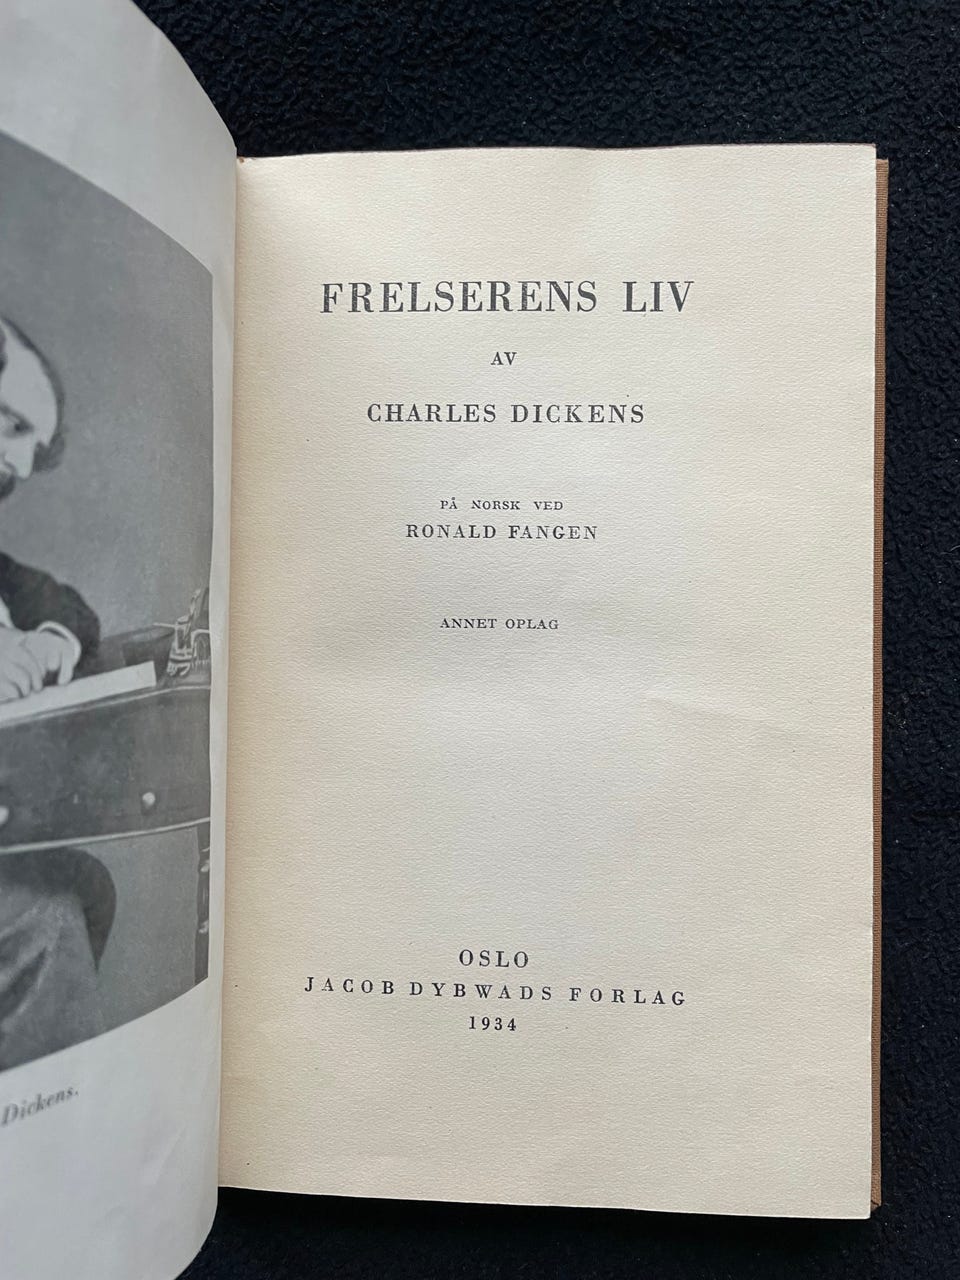 Dickens.
FRELSERENS LIV
AV
CHARLES DICKENS
PÅ NORSK VED
RONALD FANGEN
ANNET OPLAG
OSLO
JACOB DYBWADS FORLAG
1934